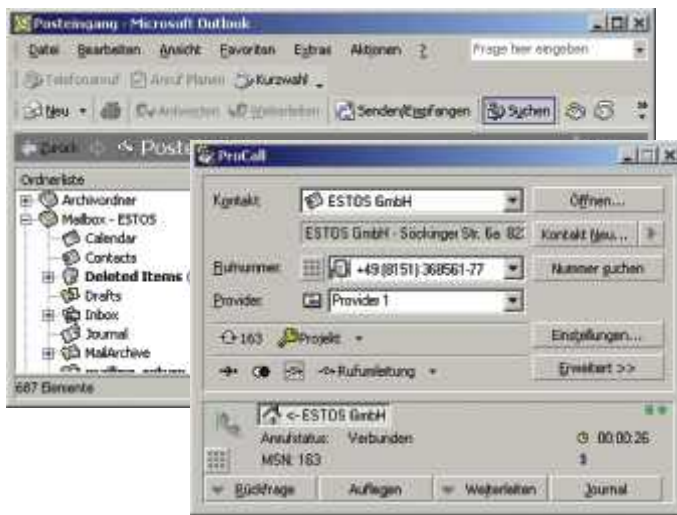 Posteingang - Microsoft Outlook
Datei Bearbeiten Ansicht Favoriten Extras Aktionen ? Frage hier eingeben
Telefonanruf Anruf Planen Kurzwahl
Neu Antworten Weiterleiten Senden/Empfangen Suchen
Zurück Poste
Ordnerliste
Archivordner
Mailbox - ESTOS
Calendar
Contacts
Deleted Items (
Drafts
Inbox
Journal
MailArchive
687 Elemente
ProCall
Kontakt: ESTOS GmbH Öffnen...
ESTOS GmbH - Söckinger Str. 6a 82 Kontakt Neu...
Rufnummer: +49 (8151) 368561-77 Nummer suchen
Provider: Provider 1
163 Projekt Einstellungen...
Rufumleitung Erweitert >>
<- ESTOS GmbH
Anrufstatus: Verbunden 00:00:26
MSN: 163
Rückfrage Auflegen Weiterleiten Journal